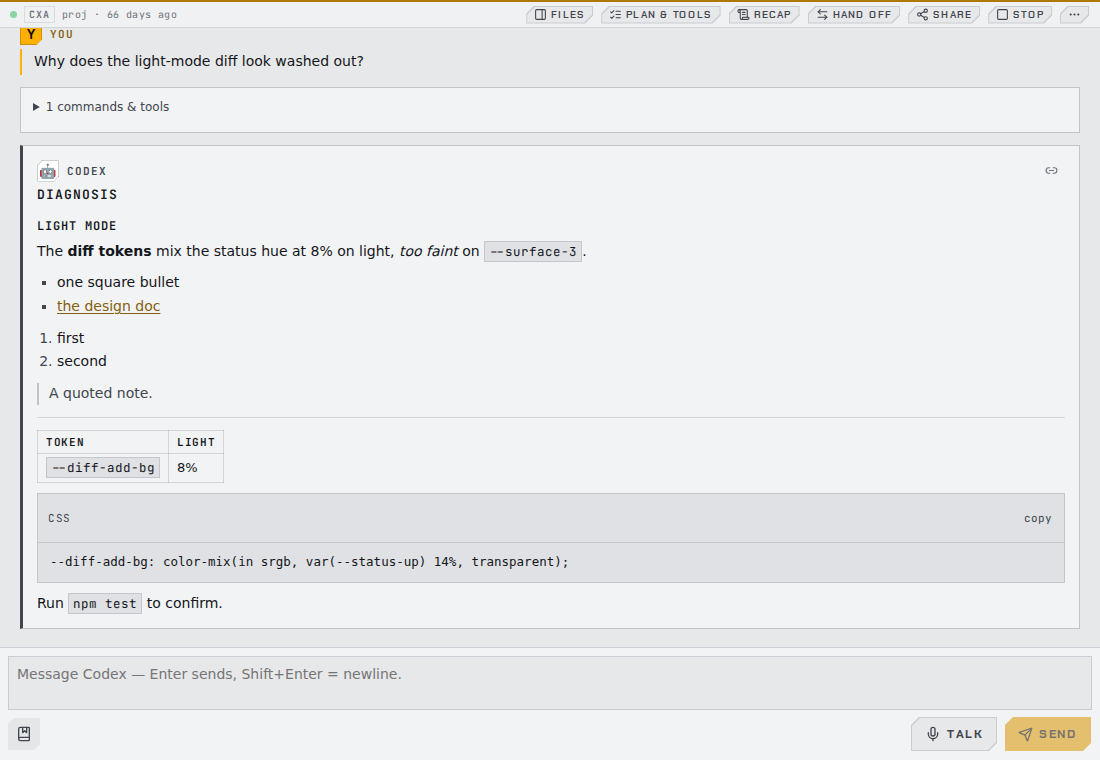 CXA proj · 66 days ago FILES PLAN & TOOLS RECAP HAND OFF SHARE STOP ···
Y YOU
Why does the light-mode diff look washed out?
1 commands & tools
CODEX
DIAGNOSIS
LIGHT MODE
The diff tokens mix the status hue at 8% on light, too faint on --surface-3.
one square bullet
the design doc
1. first
2. second
A quoted note.
TOKEN LIGHT
--diff-add-bg 8%
CSS copy
--diff-add-bg: color-mix(in srgb, var(--status-up) 14%, transparent);
Run npm test to confirm.
Message Codex — Enter sends, Shift+Enter = newline.
TALK SEND